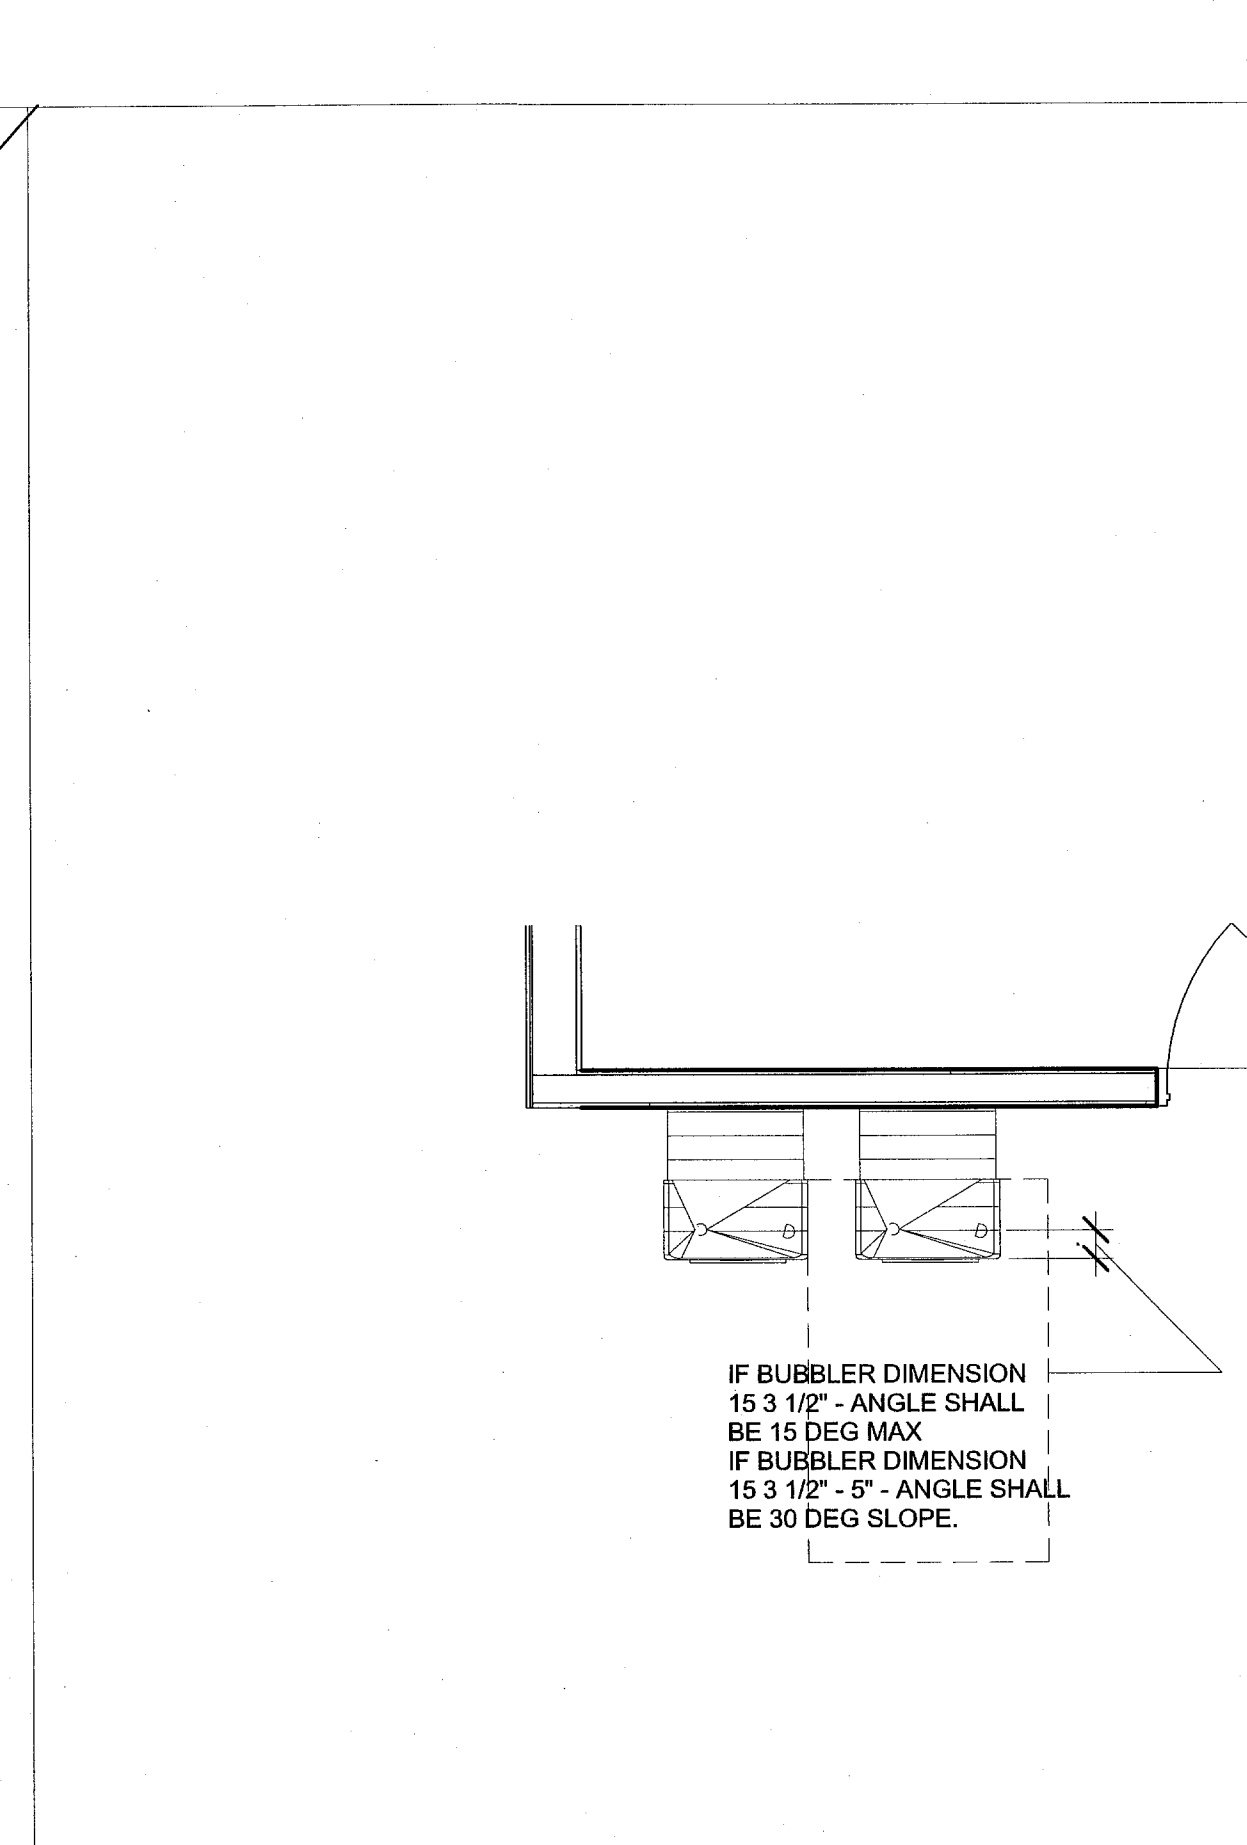 IF BUBBLER DIMENSION
15 3 1/2" - ANGLE SHALL
BE 15 DEG MAX
IF BUBBLER DIMENSION
15 3 1/2" - 5" - ANGLE SHALL
BE 30 DEG SLOPE.